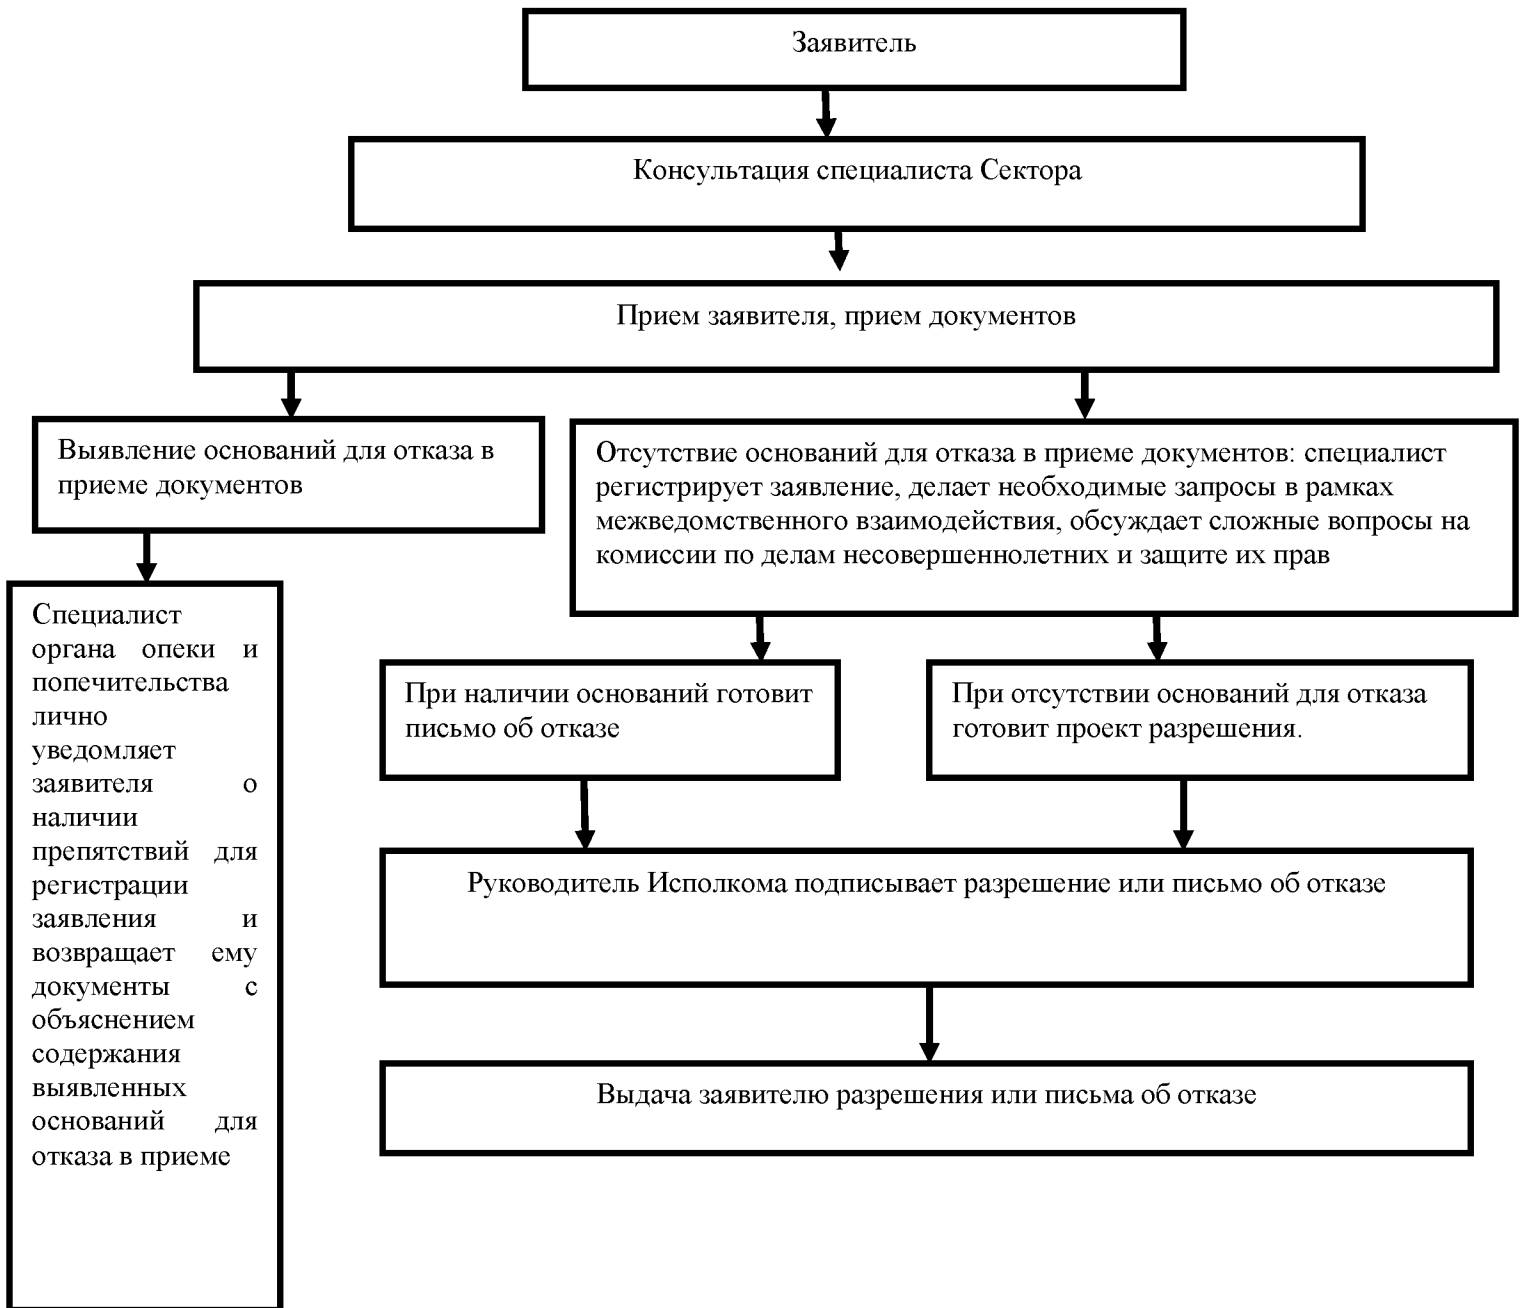 Заявитель
Консультация специалиста Сектора
Прием заявителя, прием документов
Выявление оснований для отказа в
приеме документов
Отсутствие оснований для отказа в приеме документов: специалист
регистрирует заявление, делает необходимые запросы в рамках
межведомственного взаимодействия, обсуждает сложные вопросы на
комиссии по делам несовершеннолетних и защите их прав
Специалист
органа опеки и
попечительства
лично
уведомляет
заявителя о
наличии
препятствий для
регистрации
заявления и
возвращает ему
документы с
объяснением
содержания
выявленных
оснований для
отказа в приеме
При наличии оснований готовит
письмо об отказе
При отсутствии оснований для отказа
готовит проект разрешения.
Руководитель Исполкома подписывает разрешение или письмо об отказе
Выдача заявителю разрешения или письма об отказе